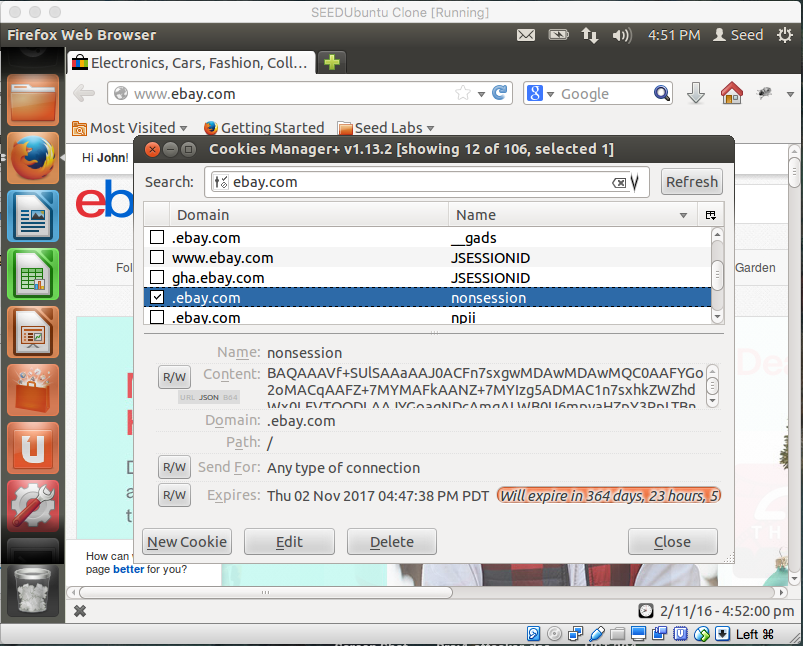 SEEDUbuntu Clone [Running]
Firefox Web Browser 4:51 PM Seed
Electronics, Cars, Fashion, Coll...
www.ebay.com Google
Most Visited Getting Started Seed Labs
Hi John!
Cookies Manager+ v1.13.2 [showing 12 of 106, selected 1]
Search: ebay.com Refresh
Domain Name
.ebay.com __gads
www.ebay.com JSESSIONID
gha.ebay.com JSESSIONID
.ebay.com nonsession
.ebay.com npii
eb
Fol
Garden
Name: nonsession
R/W Content: BAQAAAVf+SUlSAAaAAJ0ACFn7sxgwMDAwMDAwMQC0AAFYGo
2oMACqAAFZ+7MYMAFkAANZ+7MYIzg5ADMAC1n7sxhkZWZhd
URL JSON B64
Domain: .ebay.com
Path: /
R/W Send For: Any type of connection
R/W Expires: Thu 02 Nov 2017 04:47:38 PM PDT Will expire in 364 days, 23 hours, 5
New Cookie Edit Delete Close
TH
How can
page better for you?
2/11/16 - 4:52:00 pm
Left ⌘